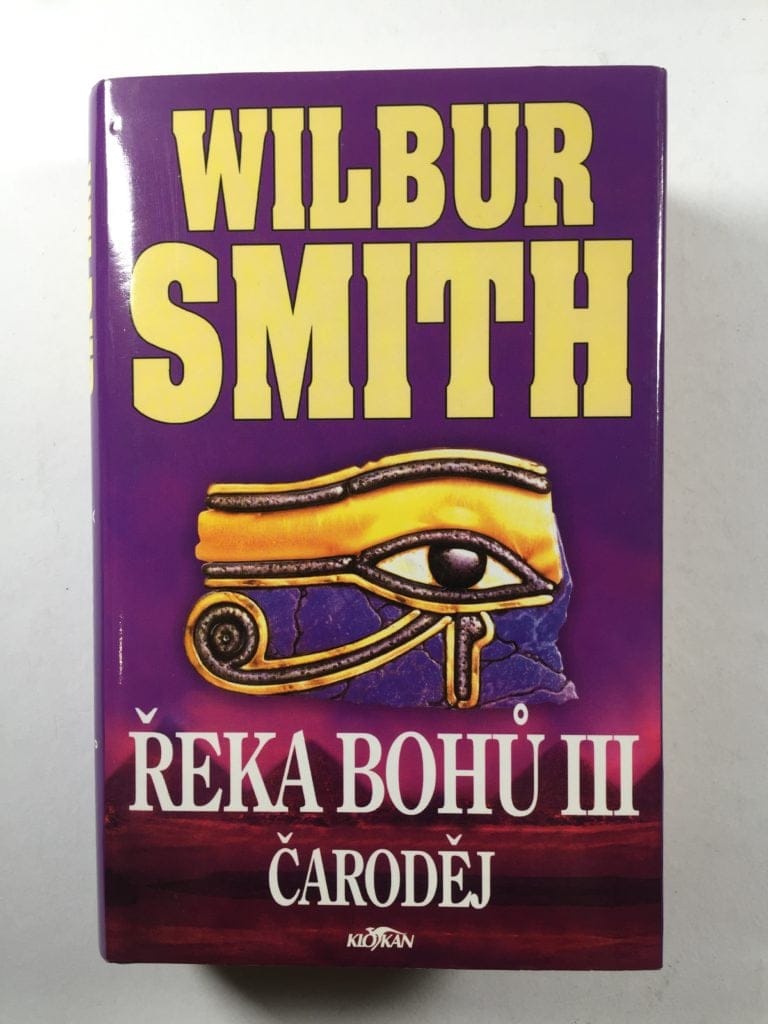 WILBUR
SMITH
ŘEKA BOHŮ III
ČARODĚJ
KLOKAN